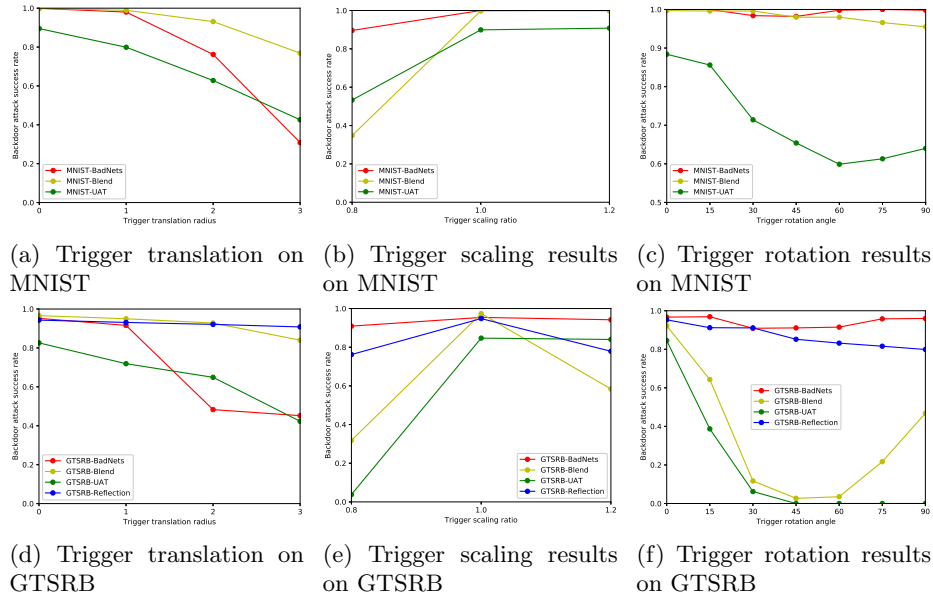 1.0
0.8
0.6
0.4
0.2
0.0
0
1
2
3
Backdoor attack success rate
Trigger translation radius
MNIST-BadNets
MNIST-Blend
MNIST-UAT
1.0
0.8
0.6
0.4
0.2
0.0
0.8
1.0
1.2
Backdoor attack success rate
Trigger scaling ratio
MNIST-BadNets
MNIST-Blend
MNIST-UAT
1.0
0.9
0.8
0.7
0.6
0.5
0
15
30
45
60
75
90
Backdoor attack success rate
Trigger rotation angle
MNIST-BadNets
MNIST-Blend
MNIST-UAT
(a) Trigger translation on
MNIST
(b) Trigger scaling results
on MNIST
(c) Trigger rotation results
on MNIST
1.0
0.8
0.6
0.4
0.2
0.0
0
1
2
3
Backdoor attack success rate
Trigger translation radius
GTSRB-BadNets
GTSRB-Blend
GTSRB-UAT
GTSRB-Reflection
1.0
0.8
0.6
0.4
0.2
0.0
0.8
1.0
1.2
Backdoor attack success rate
Trigger scaling ratio
GTSRB-BadNets
GTSRB-Blend
GTSRB-UAT
GTSRB-Reflection
1.0
0.8
0.6
0.4
0.2
0.0
0
15
30
45
60
75
90
Backdoor attack success rate
Trigger rotation angle
GTSRB-BadNets
GTSRB-Blend
GTSRB-UAT
GTSRB-Reflection
(d) Trigger translation on
GTSRB
(e) Trigger scaling results
on GTSRB
(f) Trigger rotation results
on GTSRB